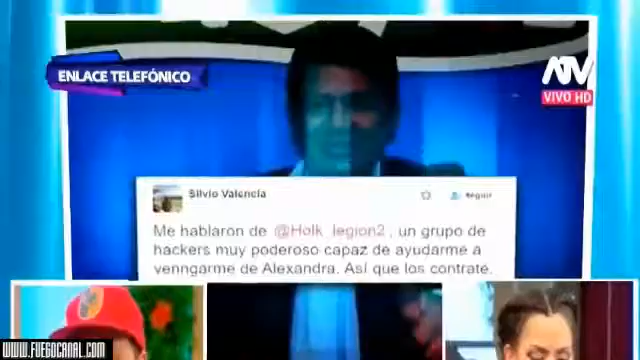 ENLACE TELEFÓNICO
ATV
VIVO HD
Silvio Valencia
Seguir
Me hablaron de @Holk_legion2 , un grupo de
hackers muy poderoso capaz de ayudarme a
venngarme de Alexandra. Así que los contraté.
WWW.FUEGOCANAL.COM